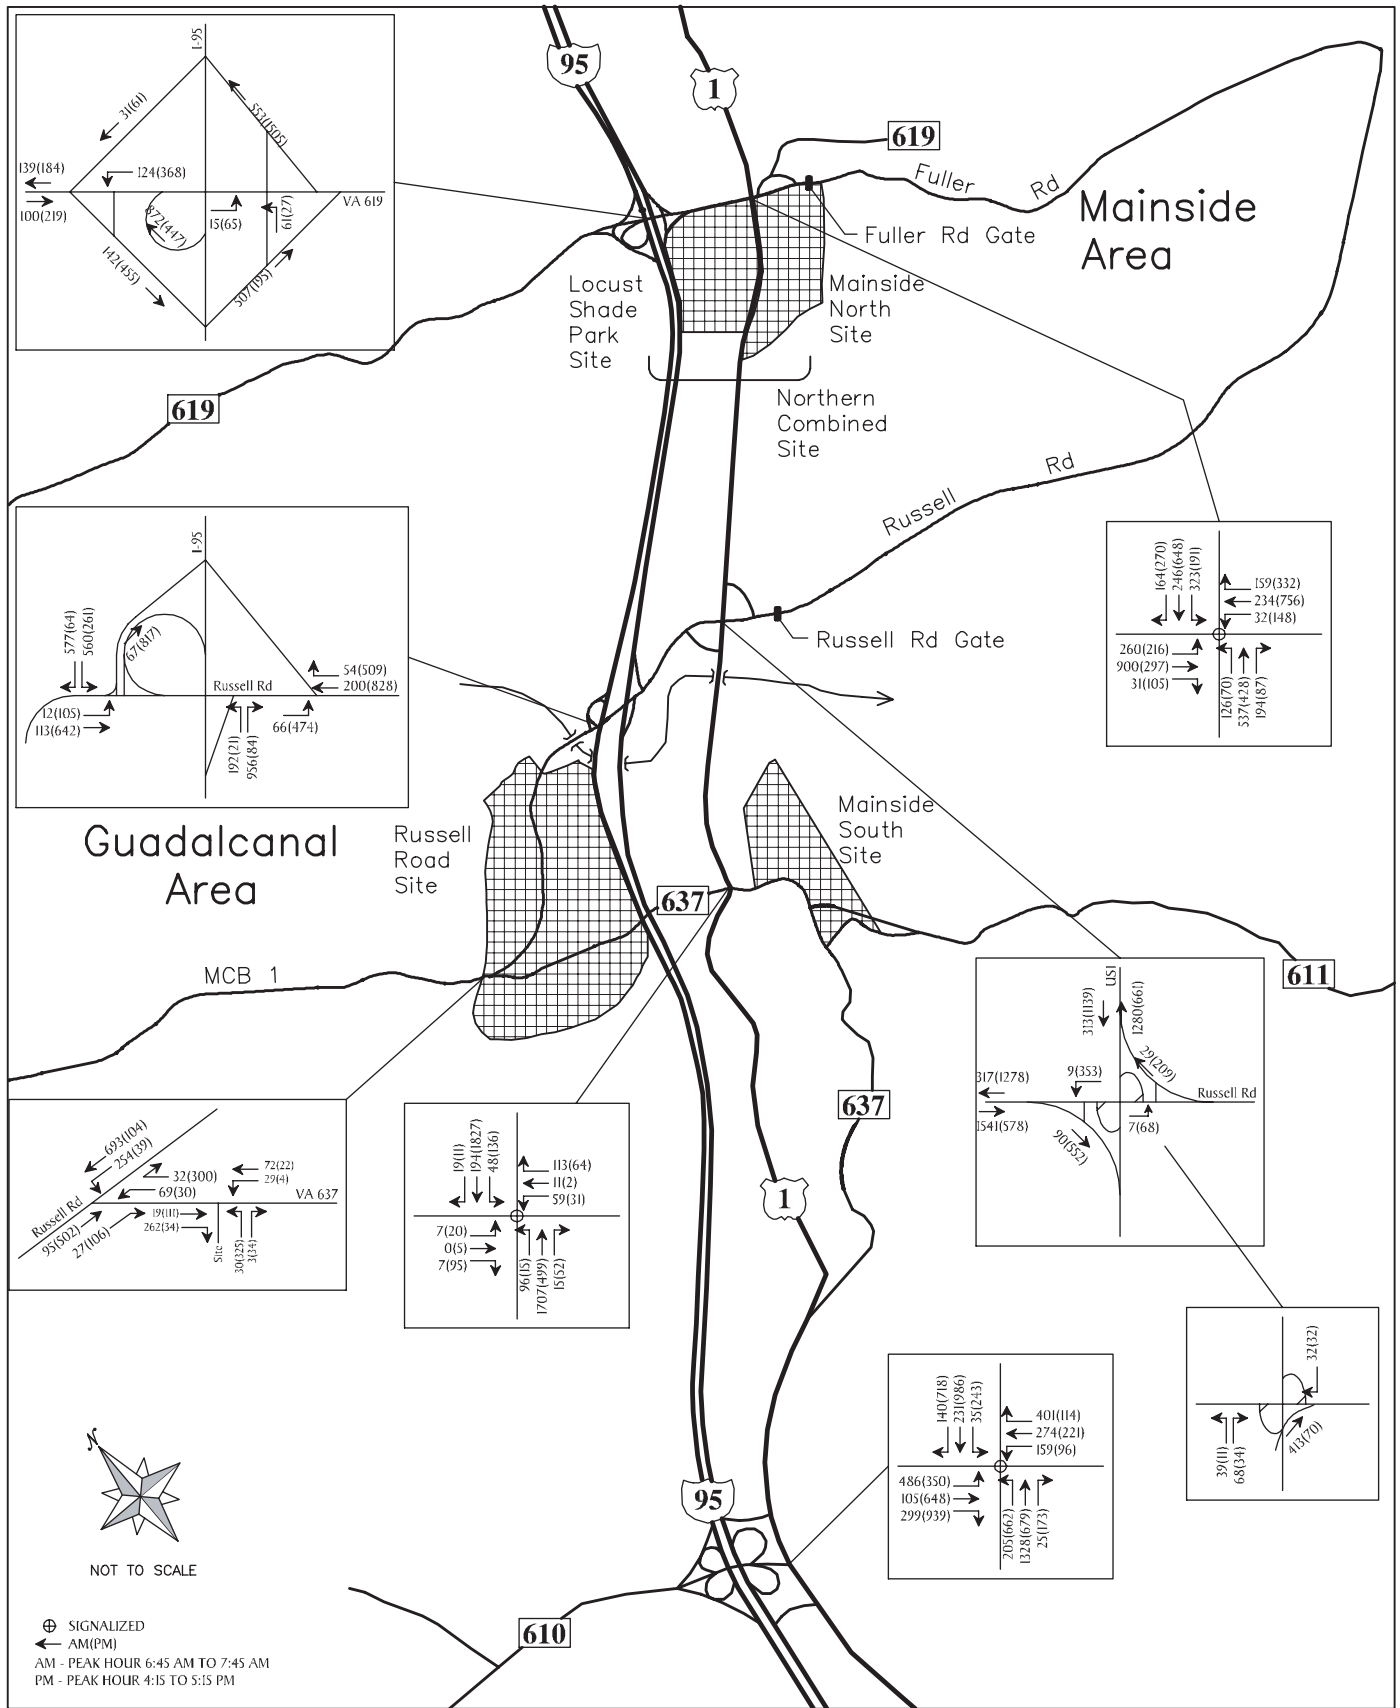 I-95
31(61)
553(1505)
139(184)
124(368)
100(219)
872(447)
15(65)
61(27)
VA 619
142(455)
507(195)
95
1
619
Fuller Rd
Mainside
Area
Fuller Rd Gate
Locust
Shade
Park
Site
Mainside
North
Site
619
Northern
Combined
Site
Russell Rd
I-95
577(64)
560(261)
67(817)
Russell Rd
54(509)
200(828)
12(105)
113(642)
192(21)
956(84)
66(474)
164(270)
246(648)
323(191)
159(332)
234(756)
32(148)
260(216)
900(297)
31(105)
126(70)
537(428)
194(87)
Russell Rd Gate
Guadalcanal
Area
Russell
Road
Site
Mainside
South
Site
637
MCB 1
611
US1
313(1139)
1280(661)
29(209)
317(1278)
9(353)
Russell Rd
1541(578)
7(68)
90(552)
637
693(104)
254(39)
32(300)
69(30)
72(22)
29(4)
VA 637
Russell Rd
95(502)
27(106)
19(111)
262(34)
Site
30(325)
3(34)
19(11)
194(1827)
48(136)
113(64)
11(2)
59(31)
7(20)
0(5)
7(95)
96(15)
1707(499)
15(52)
1
32(32)
39(11)
68(34)
413(70)
140(718)
231(986)
35(243)
401(114)
274(221)
159(96)
486(350)
105(648)
299(939)
205(662)
1328(679)
25(173)
N
NOT TO SCALE
95
610
SIGNALIZED
AM(PM)
AM - PEAK HOUR 6:45 AM TO 7:45 AM
PM - PEAK HOUR 4:15 TO 5:15 PM